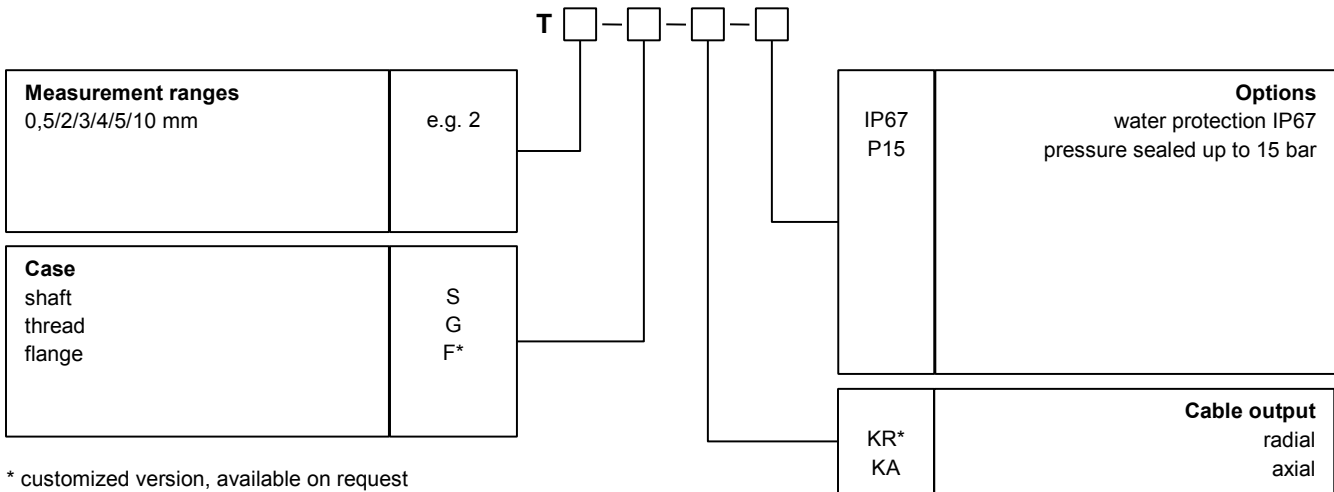 T – – –
Measurement ranges
0,5/2/3/4/5/10 mm e.g. 2
Case
shaft S
thread G
flange F*
Options
IP67 water protection IP67
P15 pressure sealed up to 15 bar
Cable output
KR* radial
KA axial
* customized version, available on request